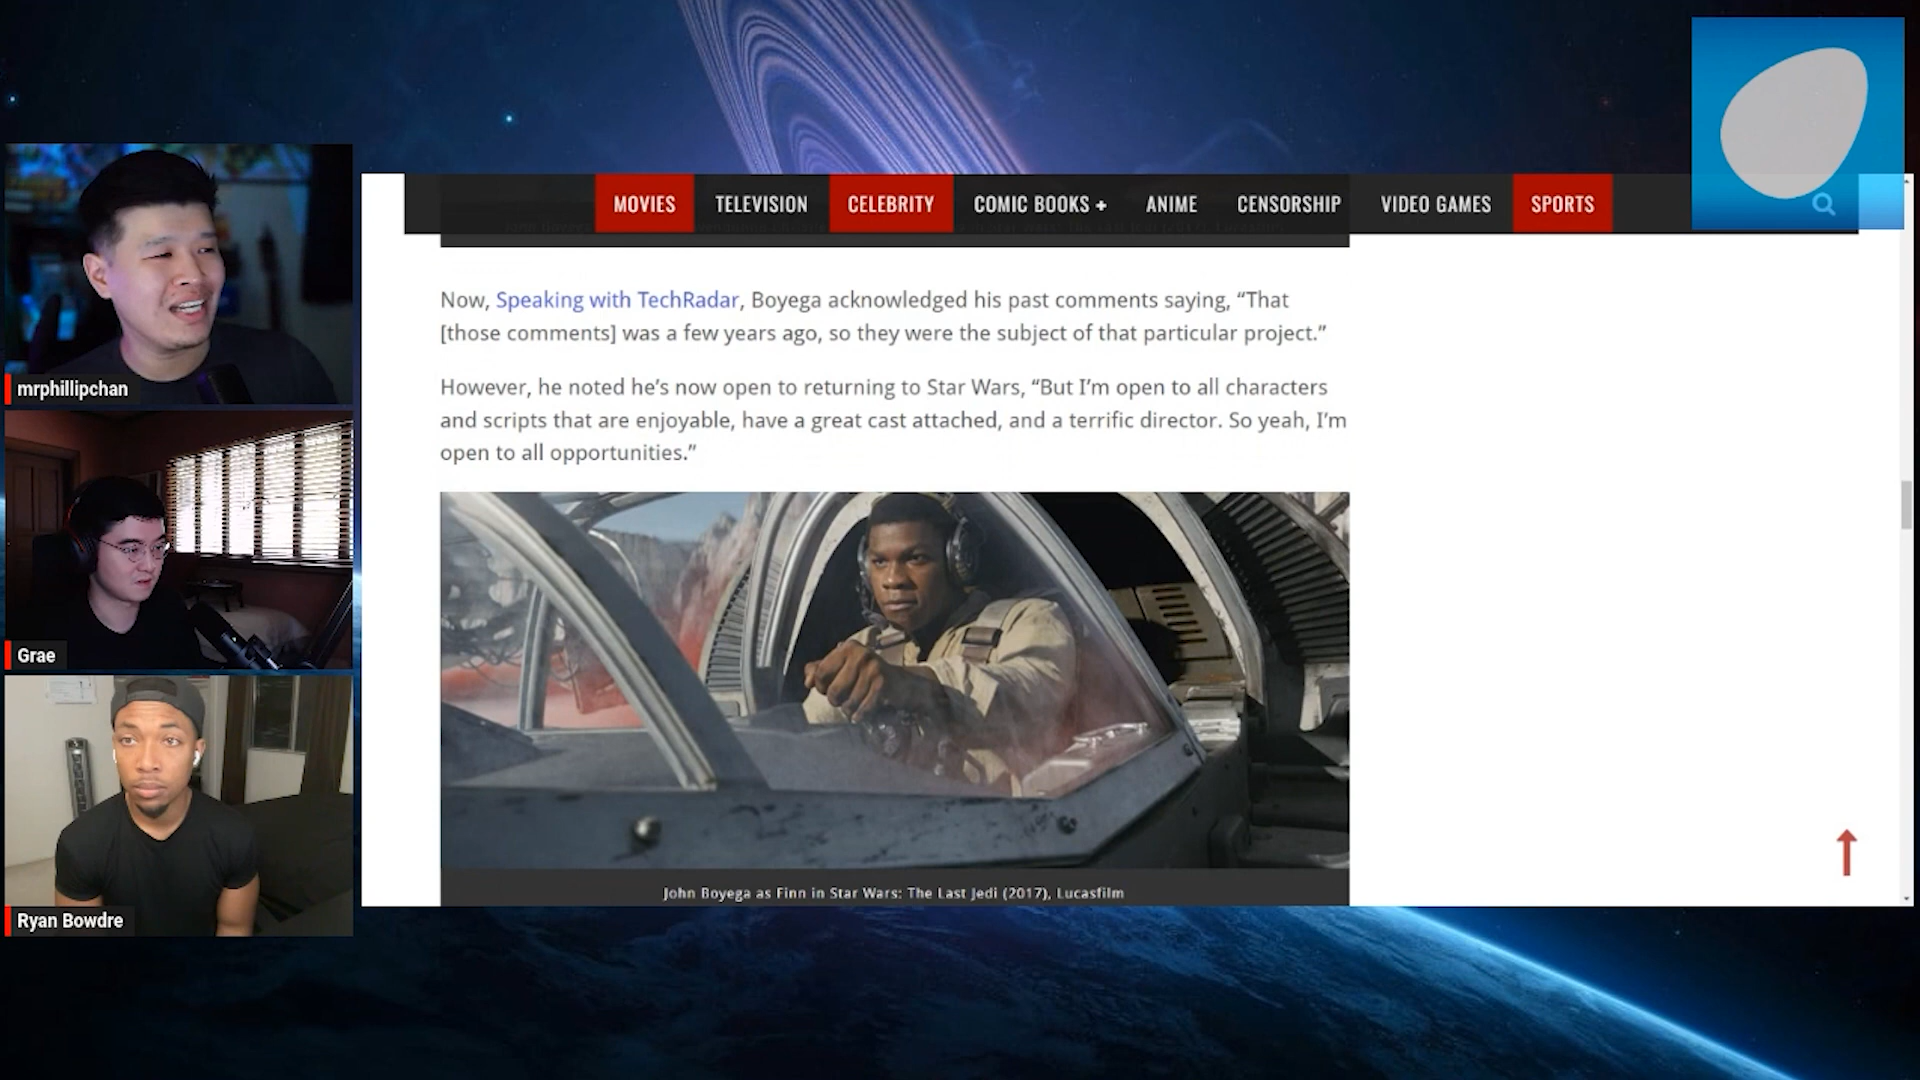 MOVIES TELEVISION CELEBRITY COMIC BOOKS + ANIME CENSORSHIP VIDEO GAMES SPORTS
Now, Speaking with TechRadar, Boyega acknowledged his past comments saying, “That
[those comments] was a few years ago, so they were the subject of that particular project.”
However, he noted he’s now open to returning to Star Wars, “But I’m open to all characters
and scripts that are enjoyable, have a great cast attached, and a terrific director. So yeah, I’m
open to all opportunities.”
John Boyega as Finn in Star Wars: The Last Jedi (2017), Lucasfilm
mrphillipchan
Grae
Ryan Bowdre